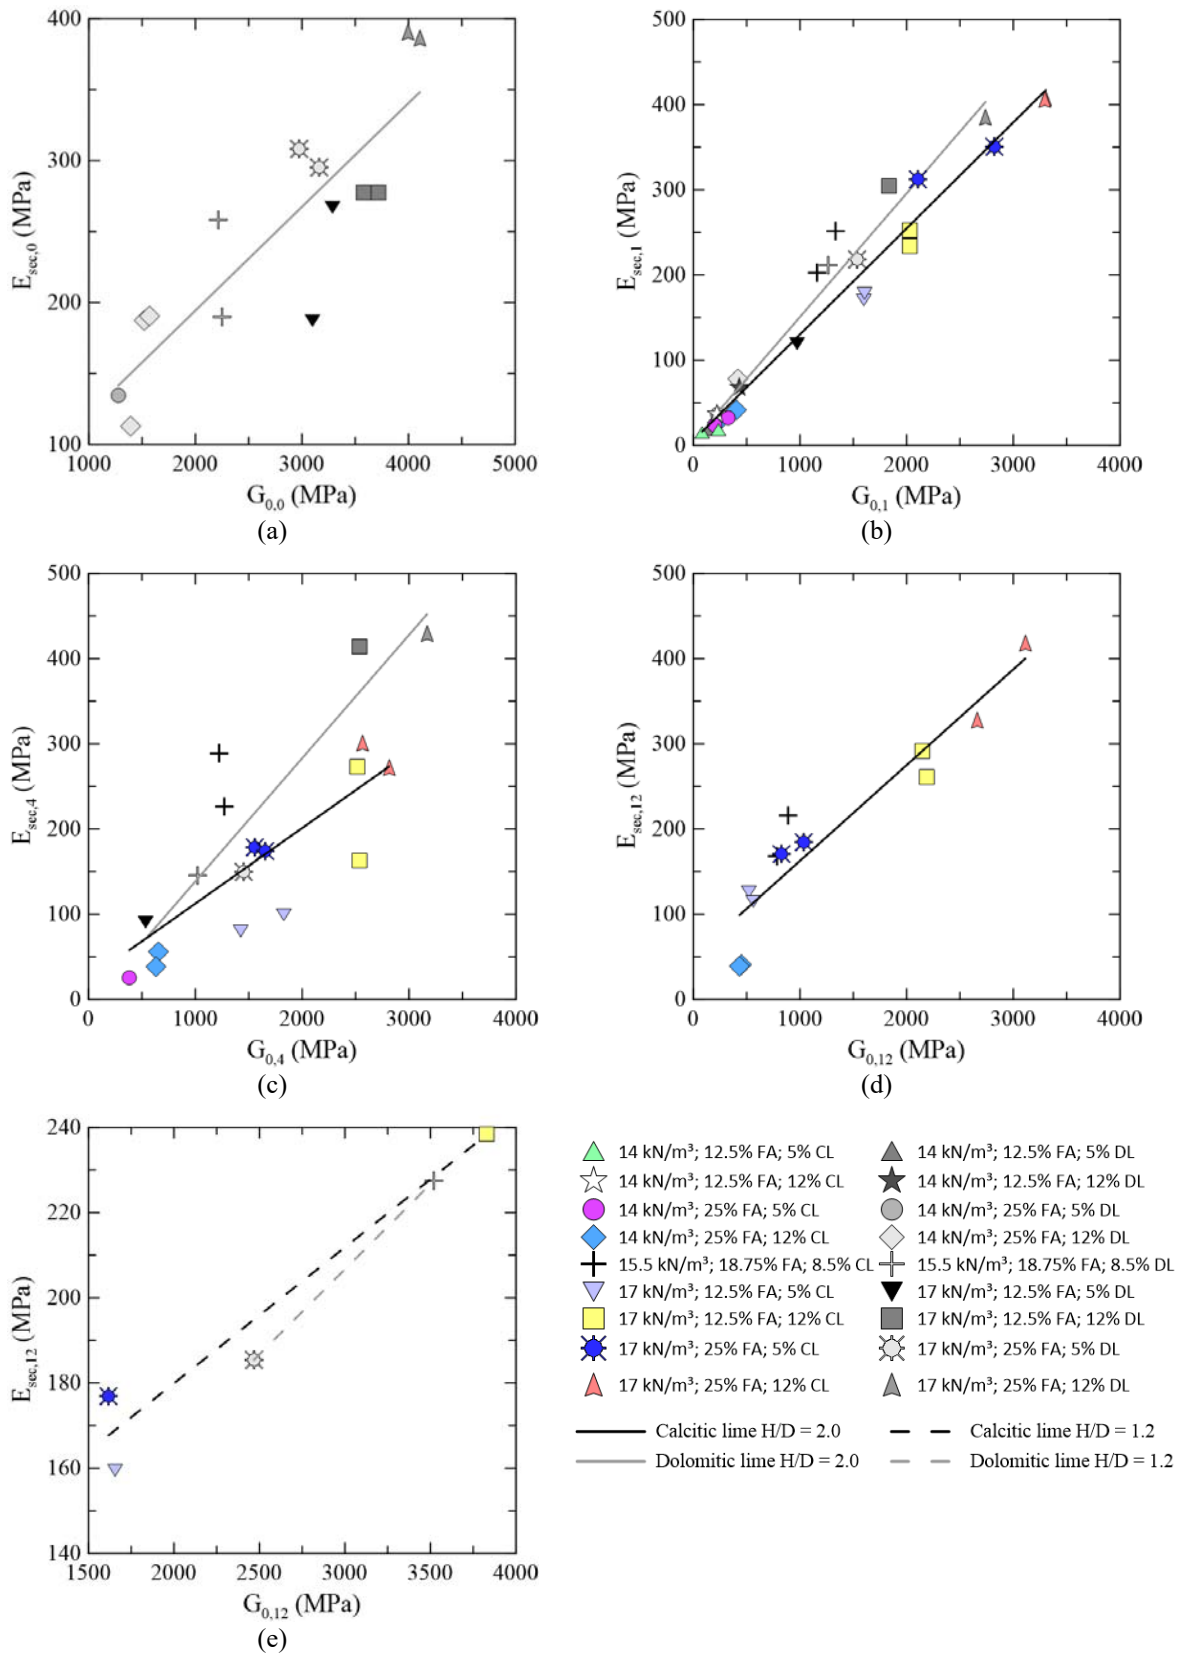 400
300
200
100
E_sec,0 (MPa)
1000 2000 3000 4000 5000
G_0,0 (MPa)
(a)
500
400
300
200
100
0
E_sec,1 (MPa)
0 1000 2000 3000 4000
G_0,1 (MPa)
(b)
500
400
300
200
100
0
E_sec,4 (MPa)
0 1000 2000 3000 4000
G_0,4 (MPa)
(c)
500
400
300
200
100
0
E_sec,12 (MPa)
0 1000 2000 3000 4000
G_0,12 (MPa)
(d)
240
220
200
180
160
140
E_sec,12 (MPa)
1500 2000 2500 3000 3500 4000
G_0,12 (MPa)
(e)
14 kN/m³; 12.5% FA; 5% CL
14 kN/m³; 12.5% FA; 12% CL
14 kN/m³; 25% FA; 5% CL
14 kN/m³; 25% FA; 12% CL
15.5 kN/m³; 18.75% FA; 8.5% CL
17 kN/m³; 12.5% FA; 5% CL
17 kN/m³; 12.5% FA; 12% CL
17 kN/m³; 25% FA; 5% CL
17 kN/m³; 25% FA; 12% CL
14 kN/m³; 12.5% FA; 5% DL
14 kN/m³; 12.5% FA; 12% DL
14 kN/m³; 25% FA; 5% DL
14 kN/m³; 25% FA; 12% DL
15.5 kN/m³; 18.75% FA; 8.5% DL
17 kN/m³; 12.5% FA; 5% DL
17 kN/m³; 12.5% FA; 12% DL
17 kN/m³; 25% FA; 5% DL
17 kN/m³; 25% FA; 12% DL
Calcitic lime H/D = 2.0
Dolomitic lime H/D = 2.0
Calcitic lime H/D = 1.2
Dolomitic lime H/D = 1.2